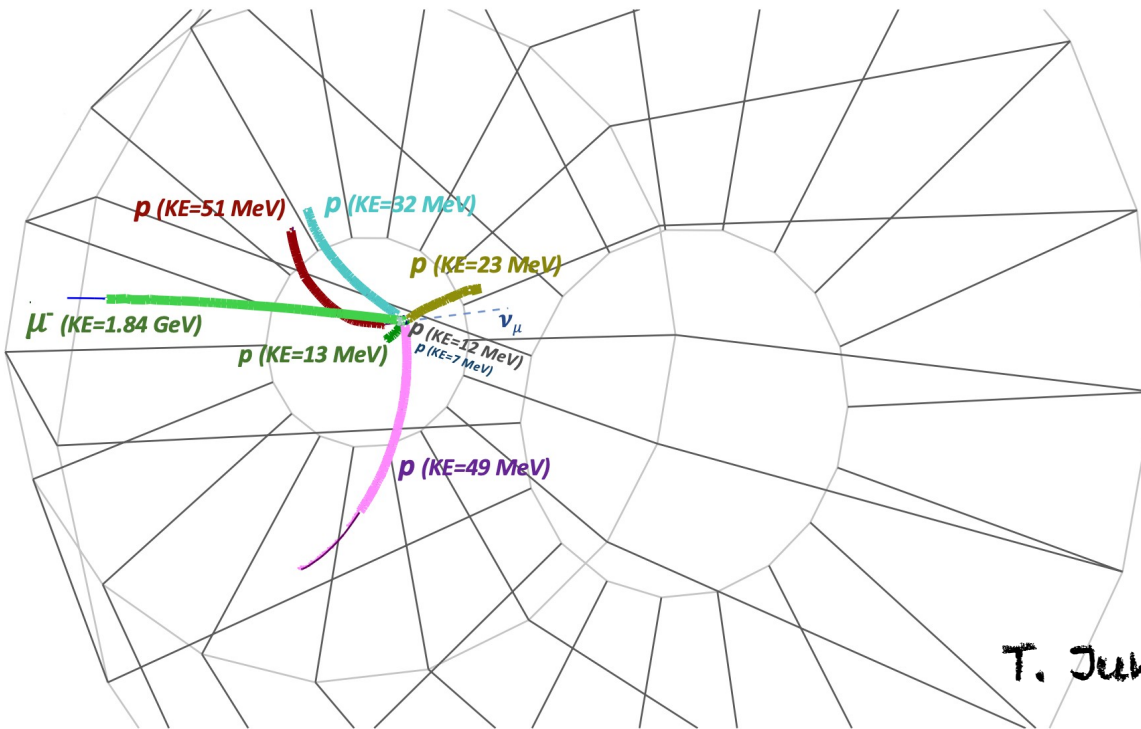 p (KE=51 MeV)
p (KE=32 MeV)
p (KE=23 MeV)
μ⁻ (KE=1.84 GeV)
ν_μ
p (KE=12 MeV)
p (KE=13 MeV)
p (KE=7 MeV)
p (KE=49 MeV)
T.